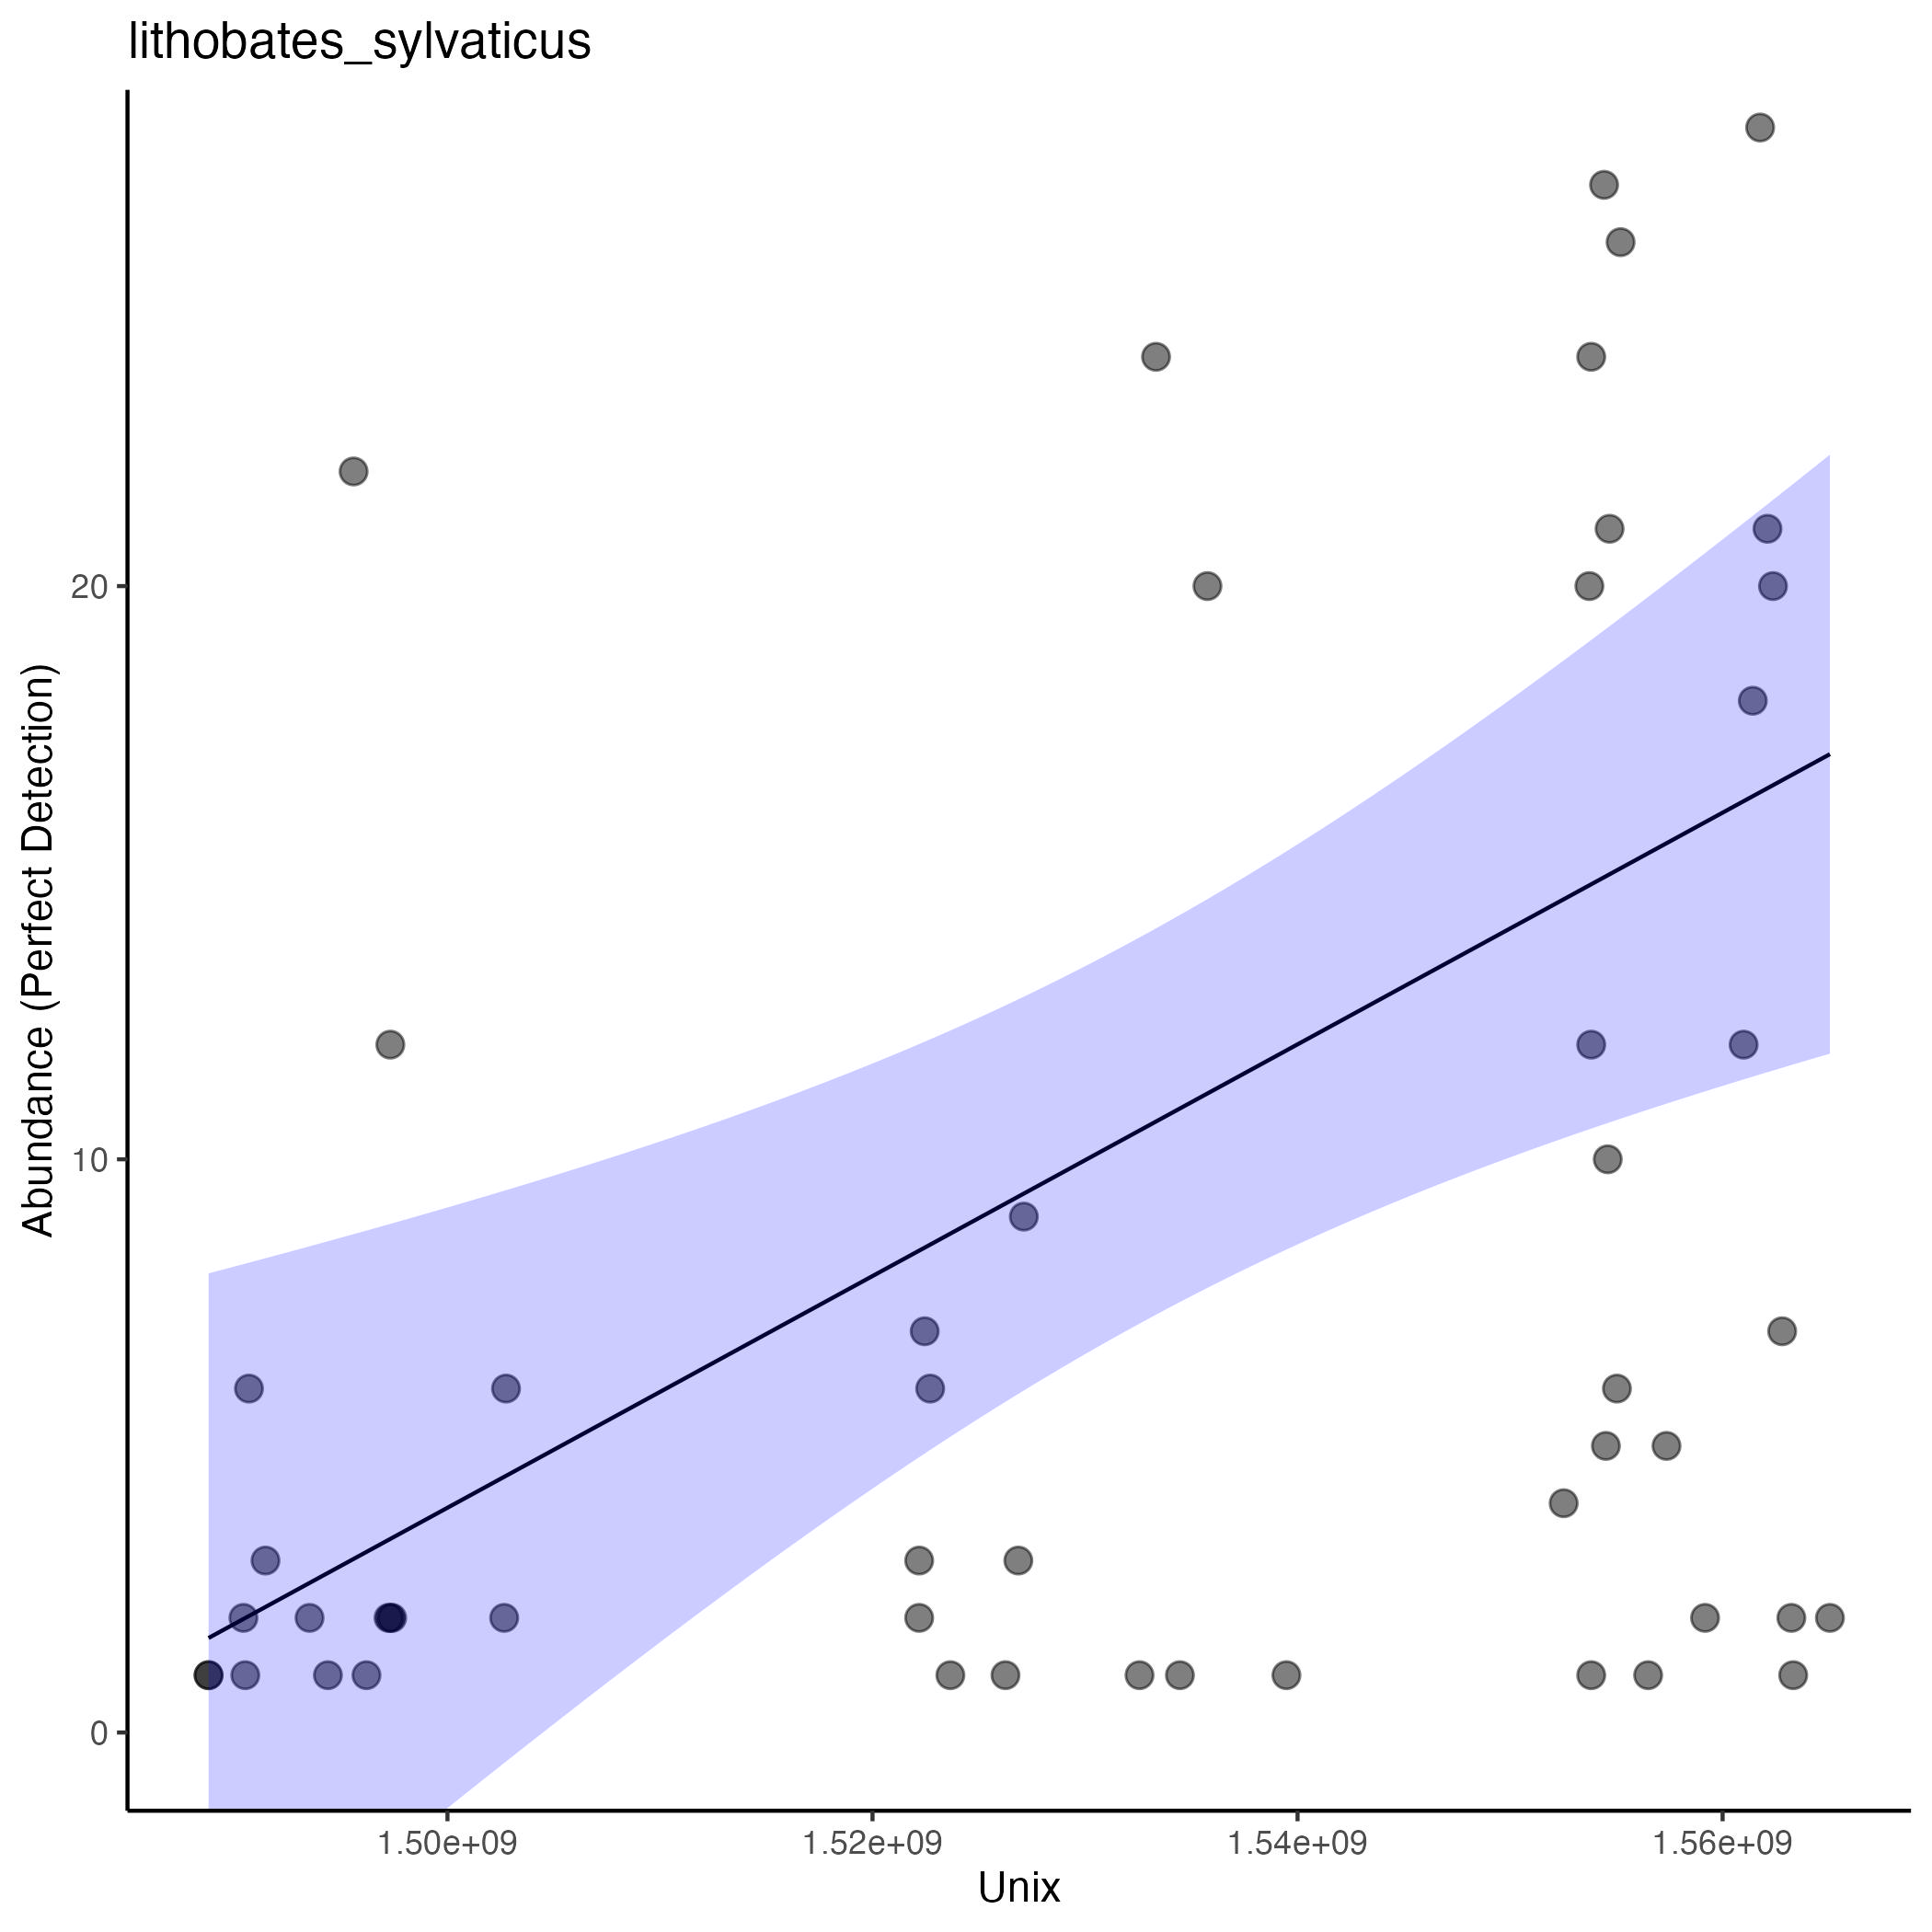 lithobates_sylvaticus
Abundance (Perfect Detection)
20
10
0
1.50e+09
1.52e+09
1.54e+09
1.56e+09
Unix